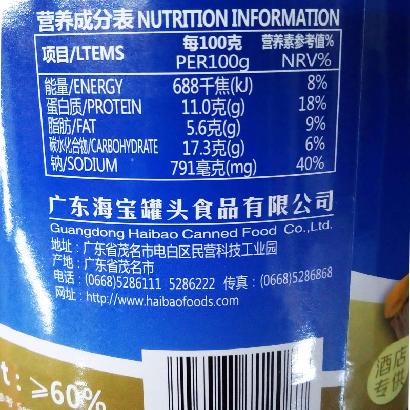 营养成分表 NUTRITION INFORMATION
项目/LTEMS 每100克 PER100g 营养素参考值% NRV%
能量/ENERGY 688千焦(kJ) 8%
蛋白质/PROTEIN 11.0克(g) 18%
脂肪/FAT 5.6克(g) 9%
碳水化合物/CARBOHYDRATE 17.3克(g) 6%
钠/SODIUM 791毫克(mg) 40%
广东海宝罐头食品有限公司
Guangdong Haibao Canned Food Co.,Ltd.
地址：广东省茂名市电白区民营科技工业园
产地：广东省茂名市
电话：(0668)5286111 5286222 传真：(0668)5286868
网址：http://www.haibaofoods.com
t：≥60%
酒店
专供